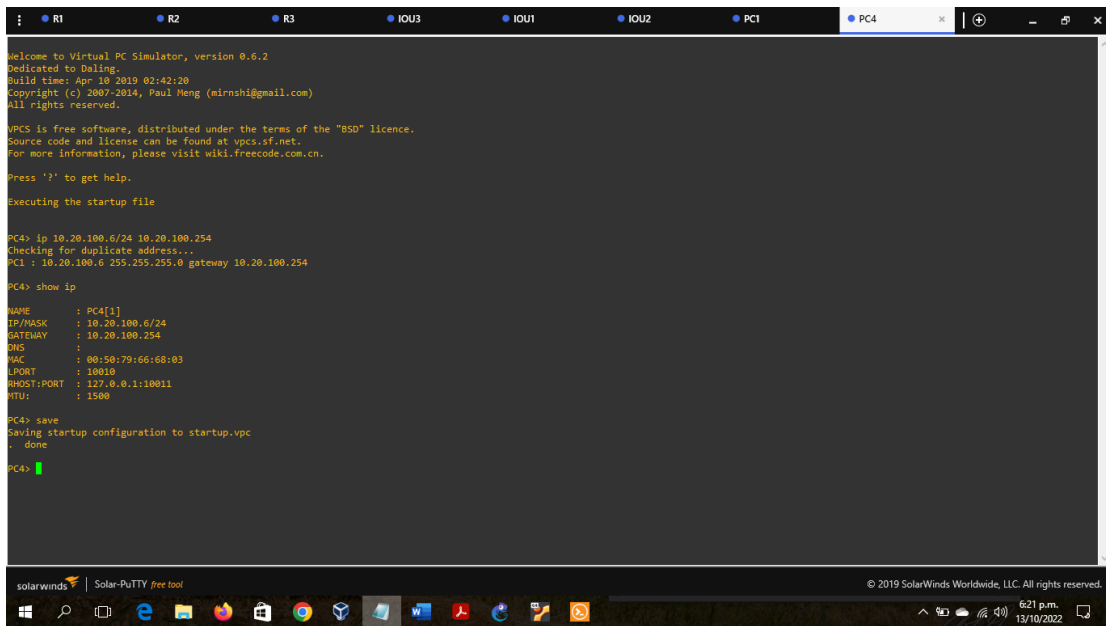 R1 R2 R3 IOU3 IOU1 IOU2 PC1 PC4
Welcome to Virtual PC Simulator, version 0.6.2
Dedicated to Daling.
Build time: Apr 10 2019 02:42:20
Copyright (c) 2007-2014, Paul Meng (mirnshi@gmail.com)
All rights reserved.
VPCS is free software, distributed under the terms of the "BSD" licence.
Source code and license can be found at vpcs.sf.net.
For more information, please visit wiki.freecode.com.cn.
Press '?' to get help.
Executing the startup file
PC4> ip 10.20.100.6/24 10.20.100.254
Checking for duplicate address...
PC1 : 10.20.100.6 255.255.255.0 gateway 10.20.100.254
PC4> show ip
NAME : PC4[1]
IP/MASK : 10.20.100.6/24
GATEWAY : 10.20.100.254
DNS :
MAC : 00:50:79:66:68:03
LPORT : 10010
RHOST:PORT : 127.0.0.1:10011
MTU: : 1500
PC4> save
Saving startup configuration to startup.vpc
. done
PC4>
solarwinds | Solar-PuTTY free tool © 2019 SolarWinds Worldwide, LLC. All rights reserved.
6:21 p.m.
13/10/2022